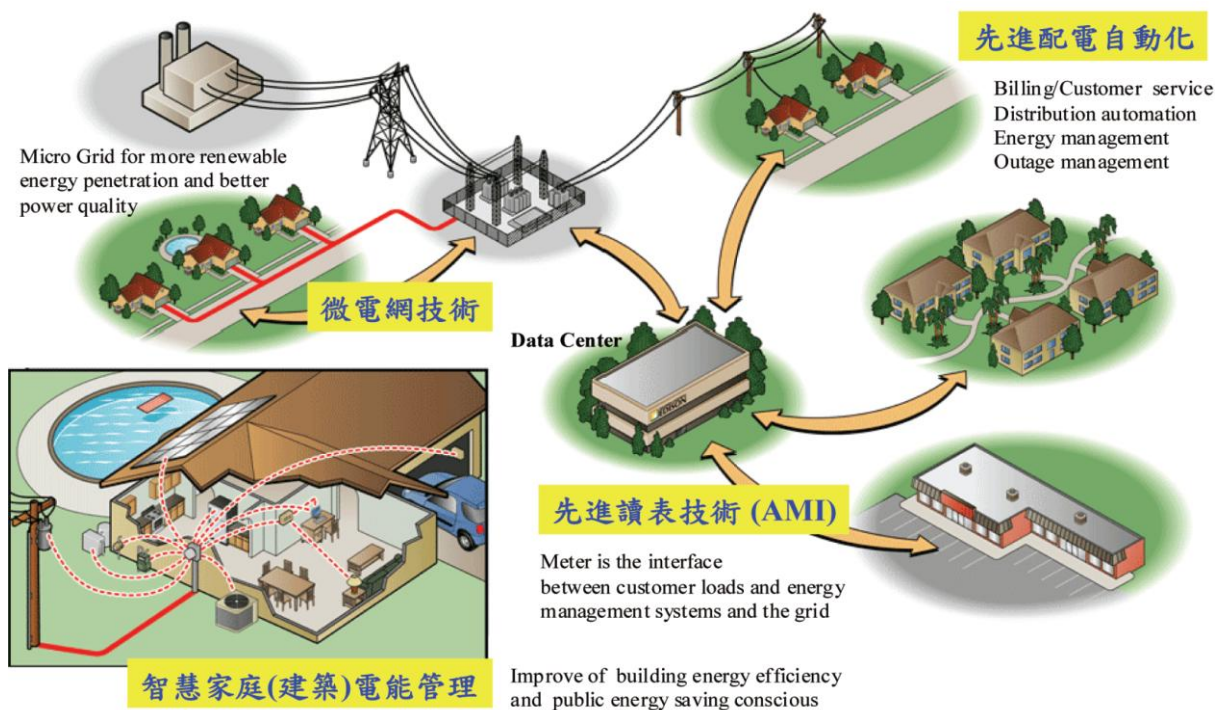 先進配電自動化
Billing/Customer service
Distribution automation
Energy management
Outage management
Micro Grid for more renewable
energy penetration and better
power quality
微電網技術
Data Center
EDISON
先進讀表技術 (AMI)
Meter is the interface
between customer loads and energy
management systems and the grid
智慧家庭(建築)電能管理
Improve of building energy efficiency
and public energy saving conscious